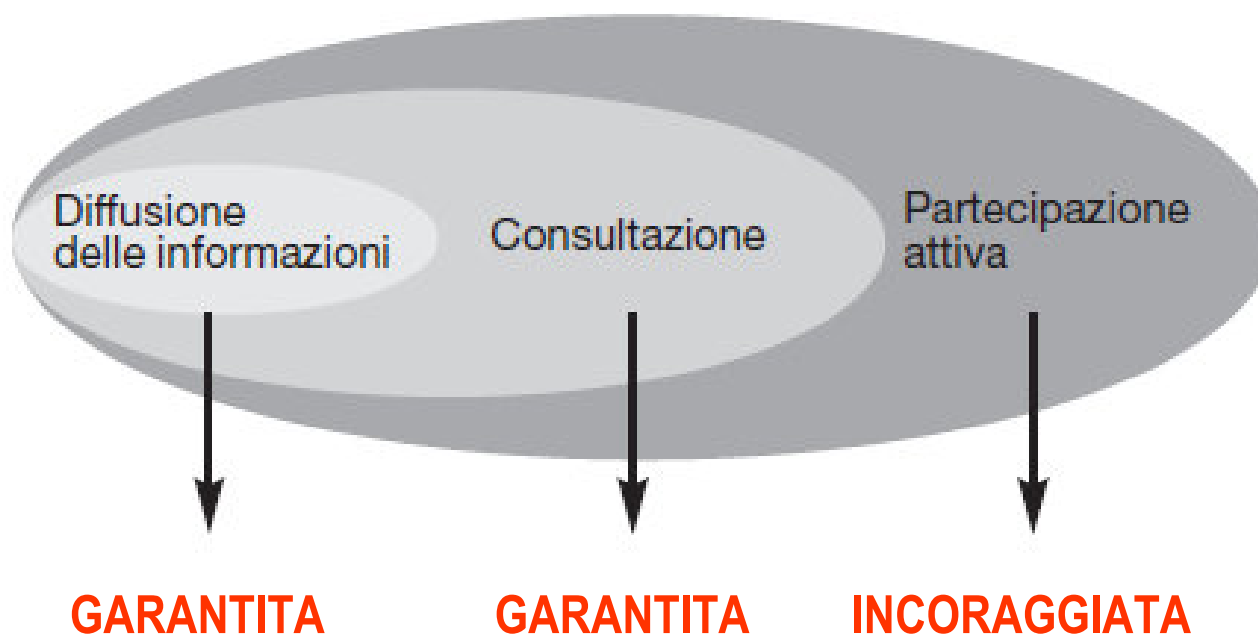 Diffusione
delle informazioni
Consultazione
Partecipazione
attiva
GARANTITA
GARANTITA
INCORAGGIATA